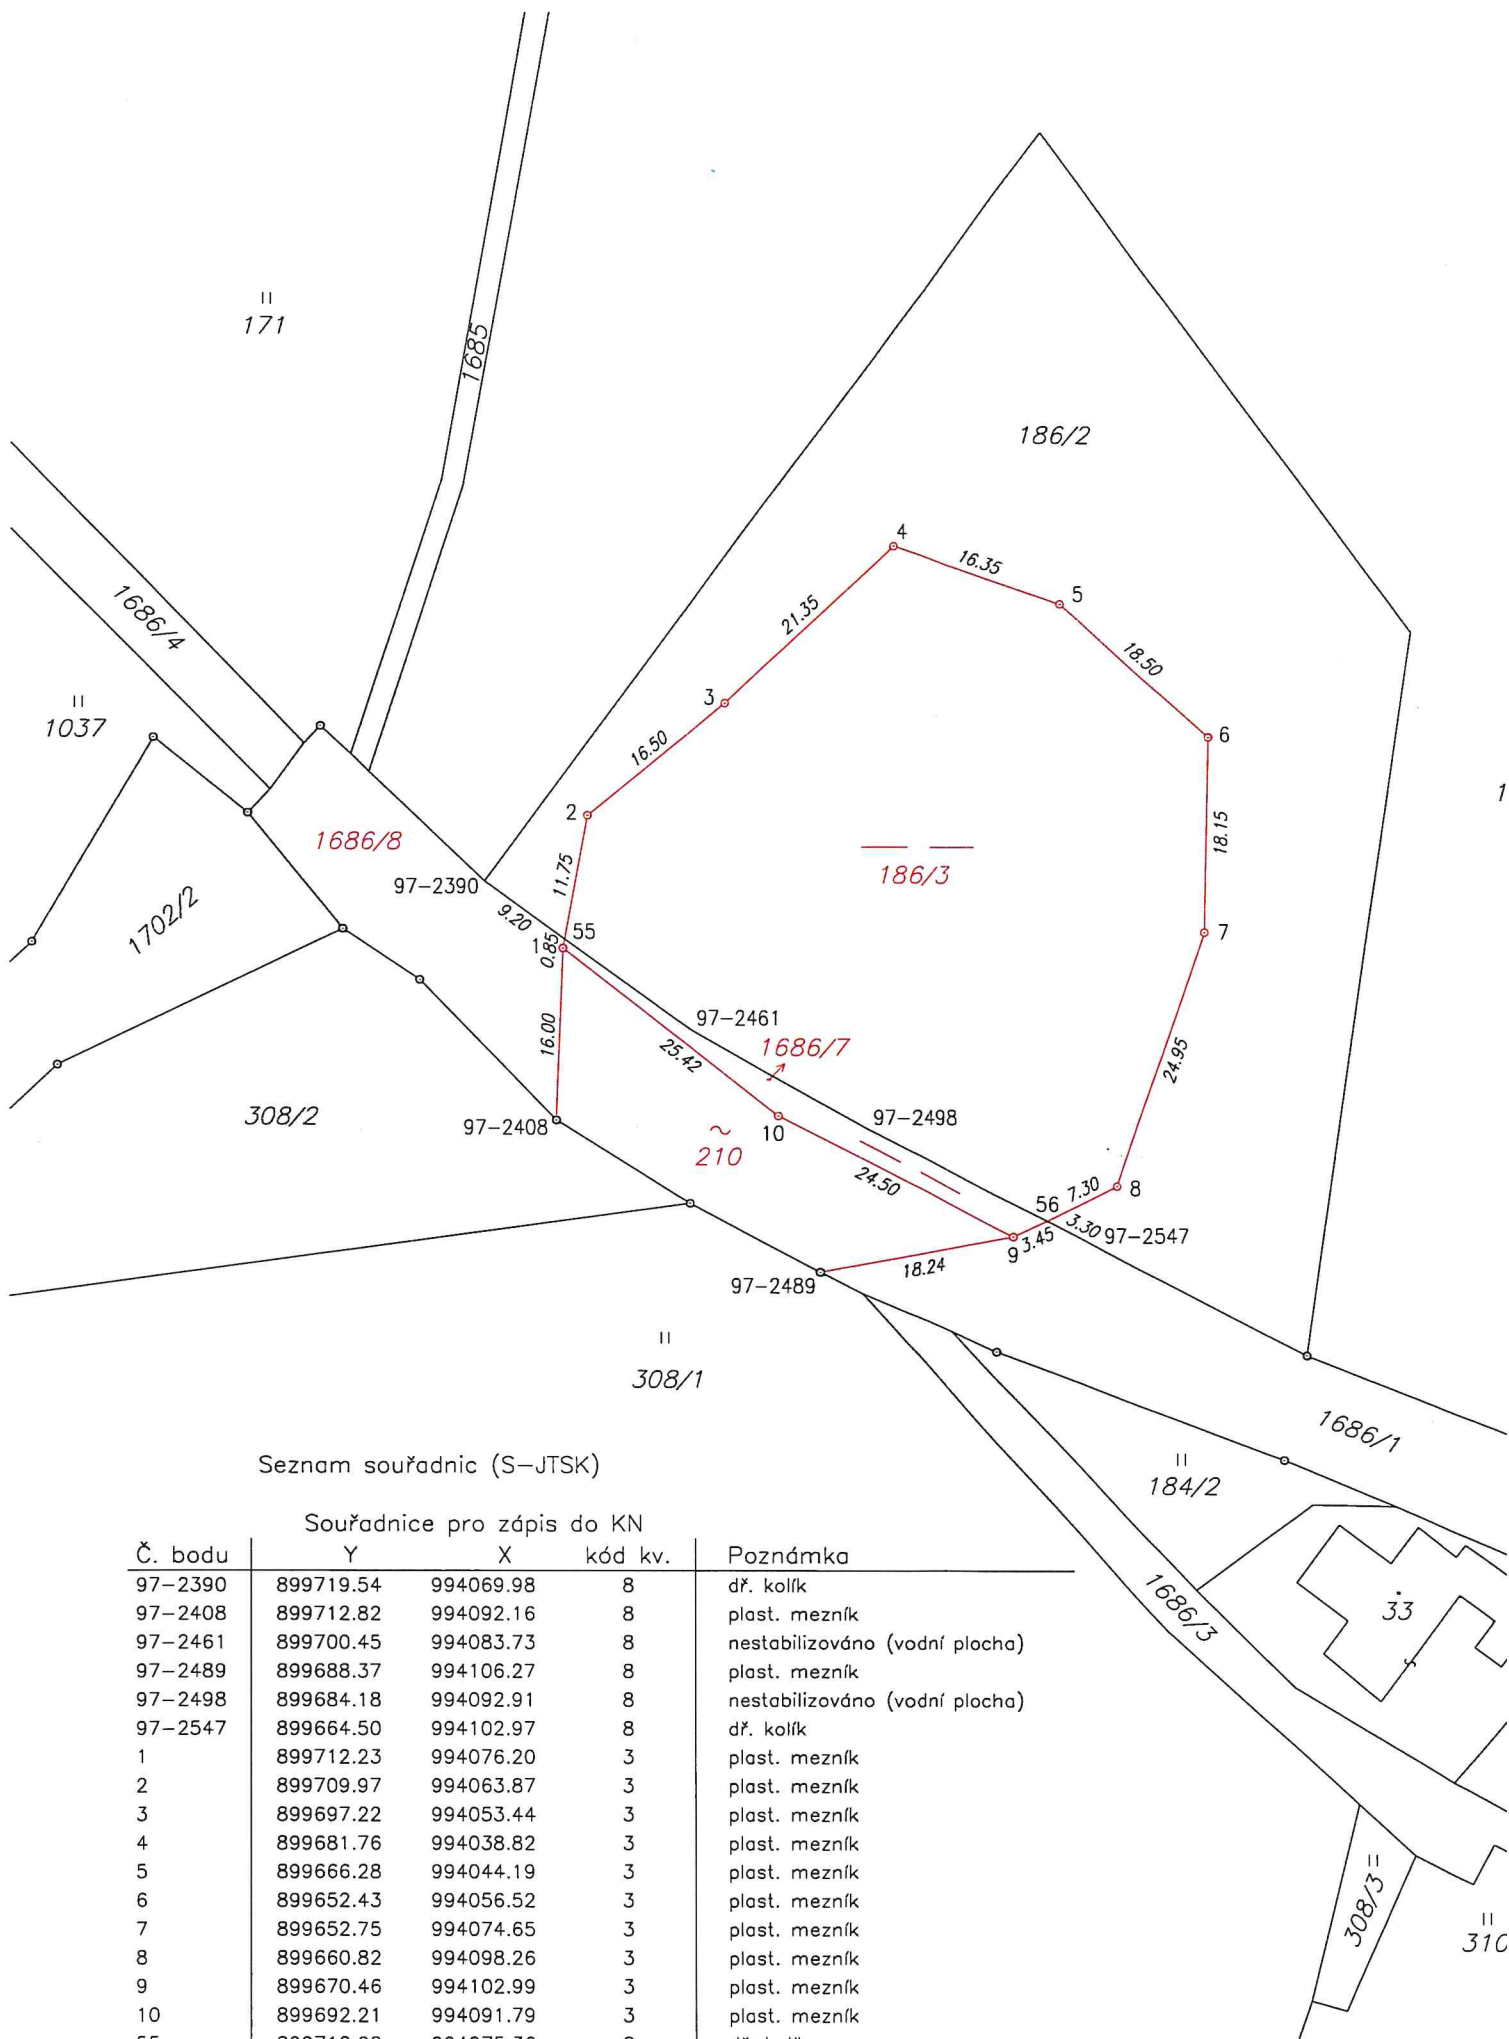 II
171
1685
186/2
4
16.35
5
21.35
1686/4
18.50
3
II
1037
6
16.50
2
18.15
1686/8
186/3
97-2390
11.75
9.20
1702/2
7
55
1
0.85
97-2461
16.00
1686/7
25.42
24.95
308/2
97-2498
97-2408
10
~
210
24.50
8
7.30
56
3.30
97-2547
3.45
9
18.24
97-2489
II
308/1
1686/1
II
184/2
Seznam souřadnic (S-JTSK)
Souřadnice pro zápis do KN
Č. bodu Y X kód kv. Poznámka
97-2390 899719.54 994069.98 8 dř. kolík
97-2408 899712.82 994092.16 8 plast. mezník
97-2461 899700.45 994083.73 8 nestabilizováno (vodní plocha)
97-2489 899688.37 994106.27 8 plast. mezník
97-2498 899684.18 994092.91 8 nestabilizováno (vodní plocha)
97-2547 899664.50 994102.97 8 dř. kolík
1 899712.23 994076.20 3 plast. mezník
2 899709.97 994063.87 3 plast. mezník
3 899697.22 994053.44 3 plast. mezník
4 899681.76 994038.82 3 plast. mezník
5 899666.28 994044.19 3 plast. mezník
6 899652.43 994056.52 3 plast. mezník
7 899652.75 994074.65 3 plast. mezník
8 899660.82 994098.26 3 plast. mezník
9 899670.46 994102.99 3 plast. mezník
10 899692.21 994091.79 3 plast. mezník
1686/3
33
308/3
II
II
310